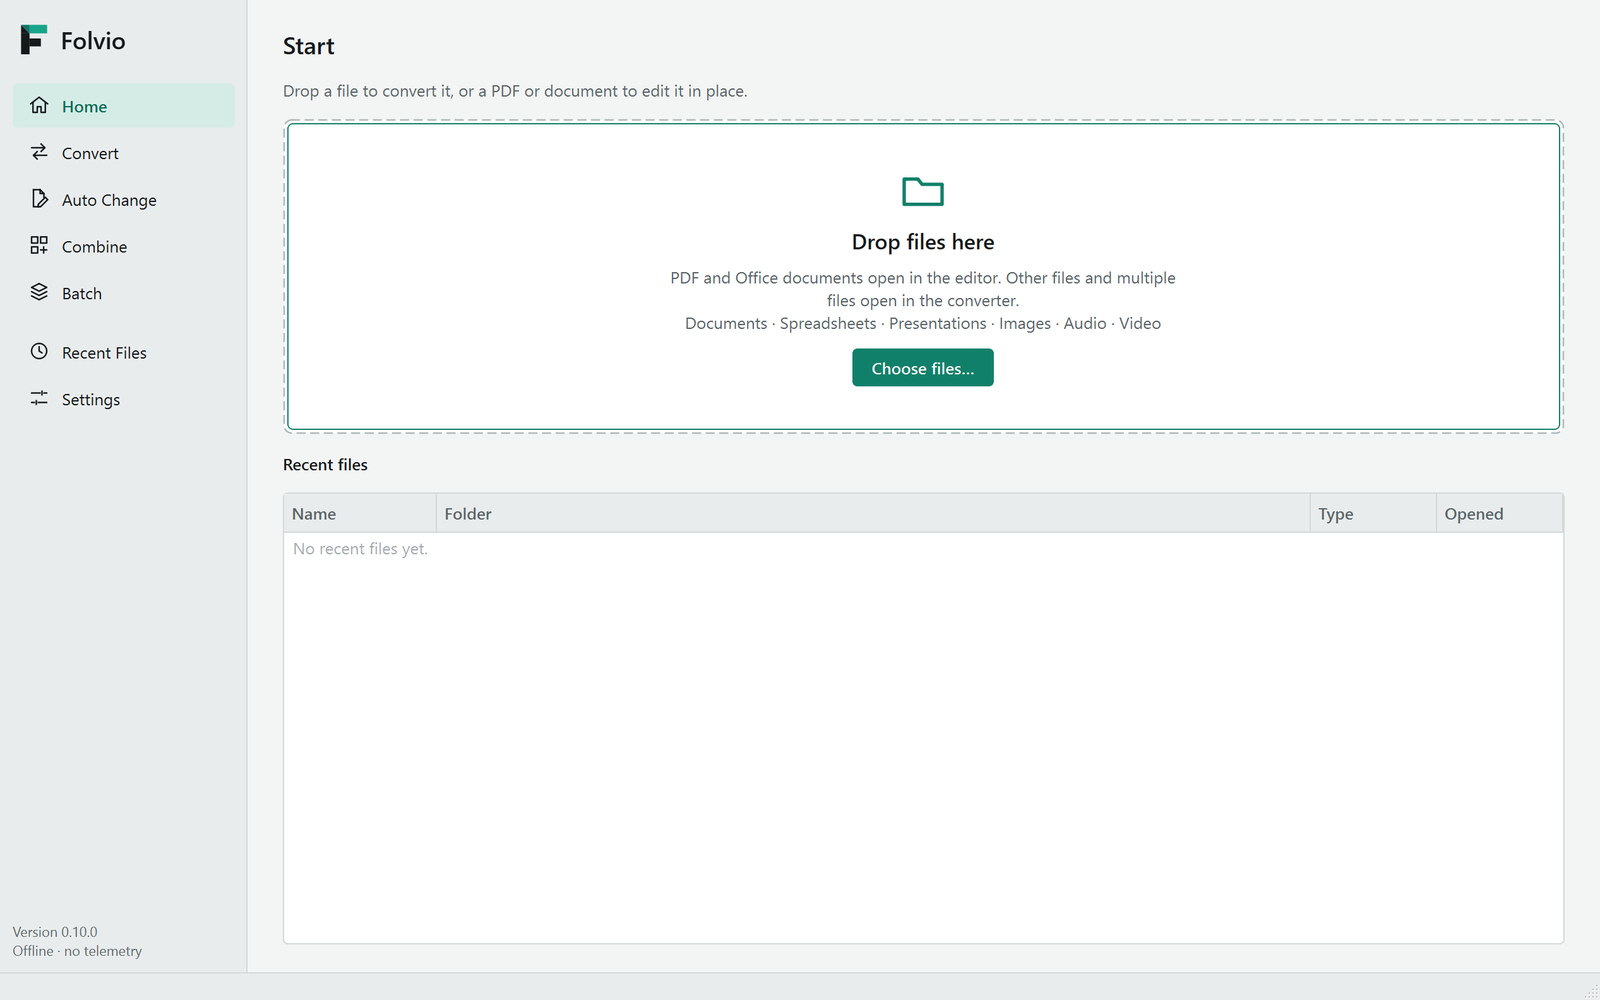 Folvio
Home
Convert
Auto Change
Combine
Batch
Recent Files
Settings
Version 0.10.0
Offline · no telemetry
Start
Drop a file to convert it, or a PDF or document to edit it in place.
Drop files here
PDF and Office documents open in the editor. Other files and multiple
files open in the converter.
Documents · Spreadsheets · Presentations · Images · Audio · Video
Choose files...
Recent files
Name Folder Type Opened
No recent files yet.